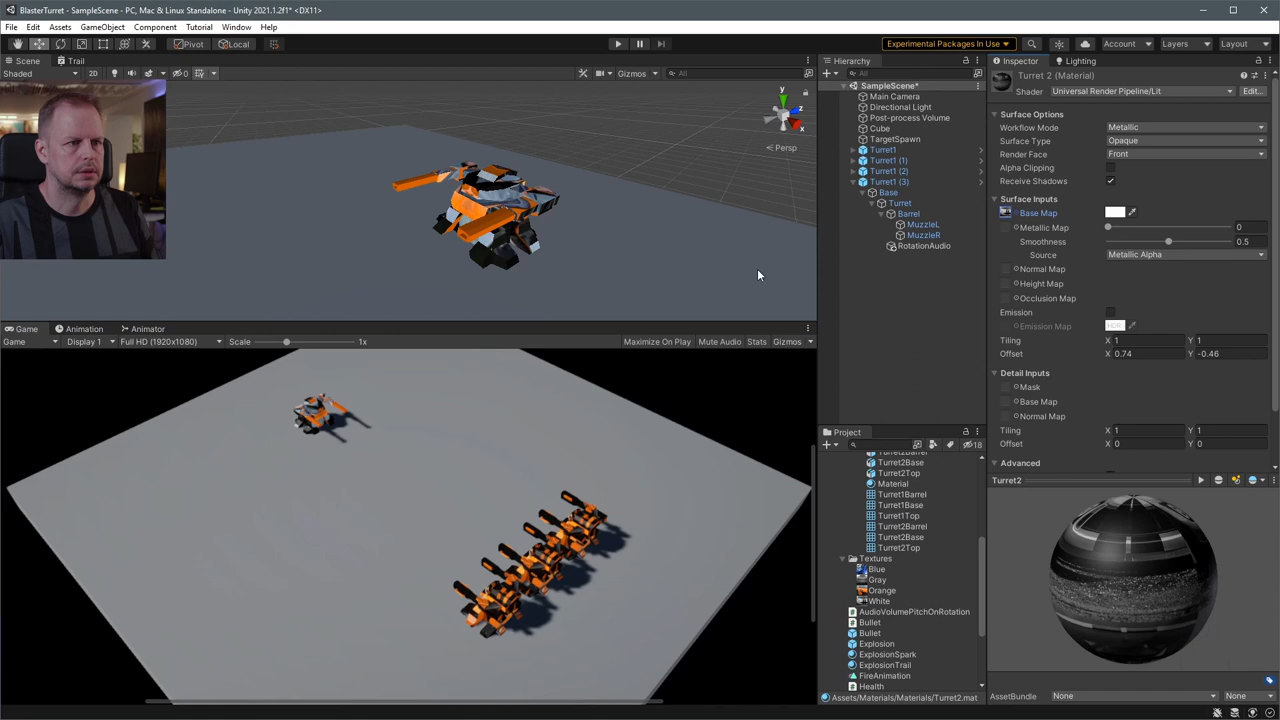 BlasterTurret - SampleScene - PC, Mac & Linux Standalone - Unity 2021.1.2f1* <DX11>
File Edit Assets GameObject Component Tutorial Window Help
Pivot Local Experimental Packages In Use Account Layers Layout
Scene Trail
Shaded 2D 0 Gizmos All
y
z
x
Persp
Game Animation Animator
Game Display 1 Full HD (1920x1080) Scale 1x Maximize On Play Mute Audio Stats Gizmos
Hierarchy
All
SampleScene*
Main Camera
Directional Light
Post-process Volume
Cube
TargetSpawn
Turret1
Turret1 (1)
Turret1 (2)
Turret1 (3)
Base
Turret
Barrel
MuzzleL
MuzzleR
RotationAudio
Project
18
Turret2Barrel
Turret2Base
Turret2Top
Material
Turret1Barrel
Turret1Base
Turret1Top
Turret2Barrel
Turret2Base
Turret2Top
Textures
Blue
Gray
Orange
White
AudioVolumePitchOnRotation
Bullet
Bullet
Explosion
ExplosionSpark
ExplosionTrail
FireAnimation
Health
Assets/Materials/Materials/Turret2.mat
Inspector Lighting
Turret 2 (Material)
Shader Universal Render Pipeline/Lit Edit...
Surface Options
Workflow Mode Metallic
Surface Type Opaque
Render Face Front
Alpha Clipping
Receive Shadows
Surface Inputs
Base Map
Metallic Map 0
Smoothness 0.5
Source Metallic Alpha
Normal Map
Height Map
Occlusion Map
Emission
Emission Map HDR
Tiling X 1 Y 1
Offset X 0.74 Y -0.46
Detail Inputs
Mask
Base Map
Normal Map
Tiling X 1 Y 1
Offset X 0 Y 0
Advanced
Turret2
AssetBundle None None